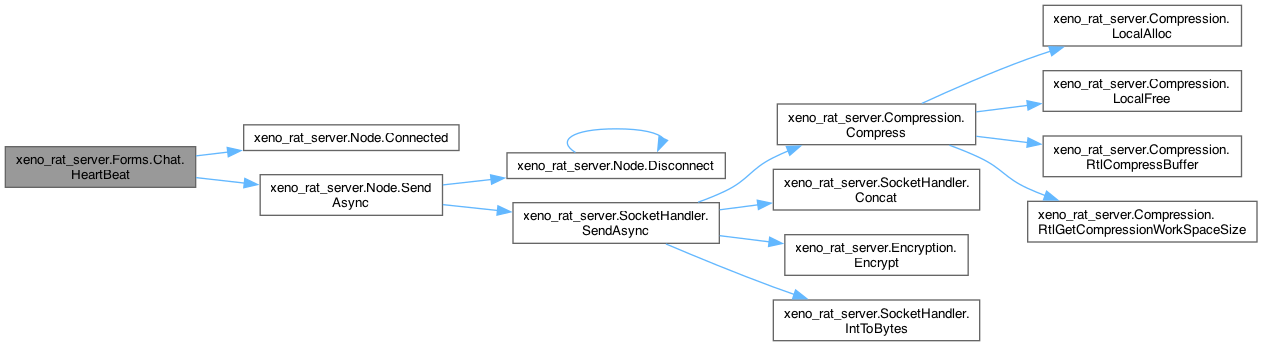 xeno_rat_server.Forms.Chat.
HeartBeat
xeno_rat_server.Node.Connected
xeno_rat_server.Node.Send
Async
xeno_rat_server.Node.Disconnect
xeno_rat_server.SocketHandler.
SendAsync
xeno_rat_server.Compression.
Compress
xeno_rat_server.SocketHandler.
Concat
xeno_rat_server.Encryption.
Encrypt
xeno_rat_server.SocketHandler.
IntToBytes
xeno_rat_server.Compression.
LocalAlloc
xeno_rat_server.Compression.
LocalFree
xeno_rat_server.Compression.
RtlCompressBuffer
xeno_rat_server.Compression.
RtlGetCompressionWorkSpaceSize